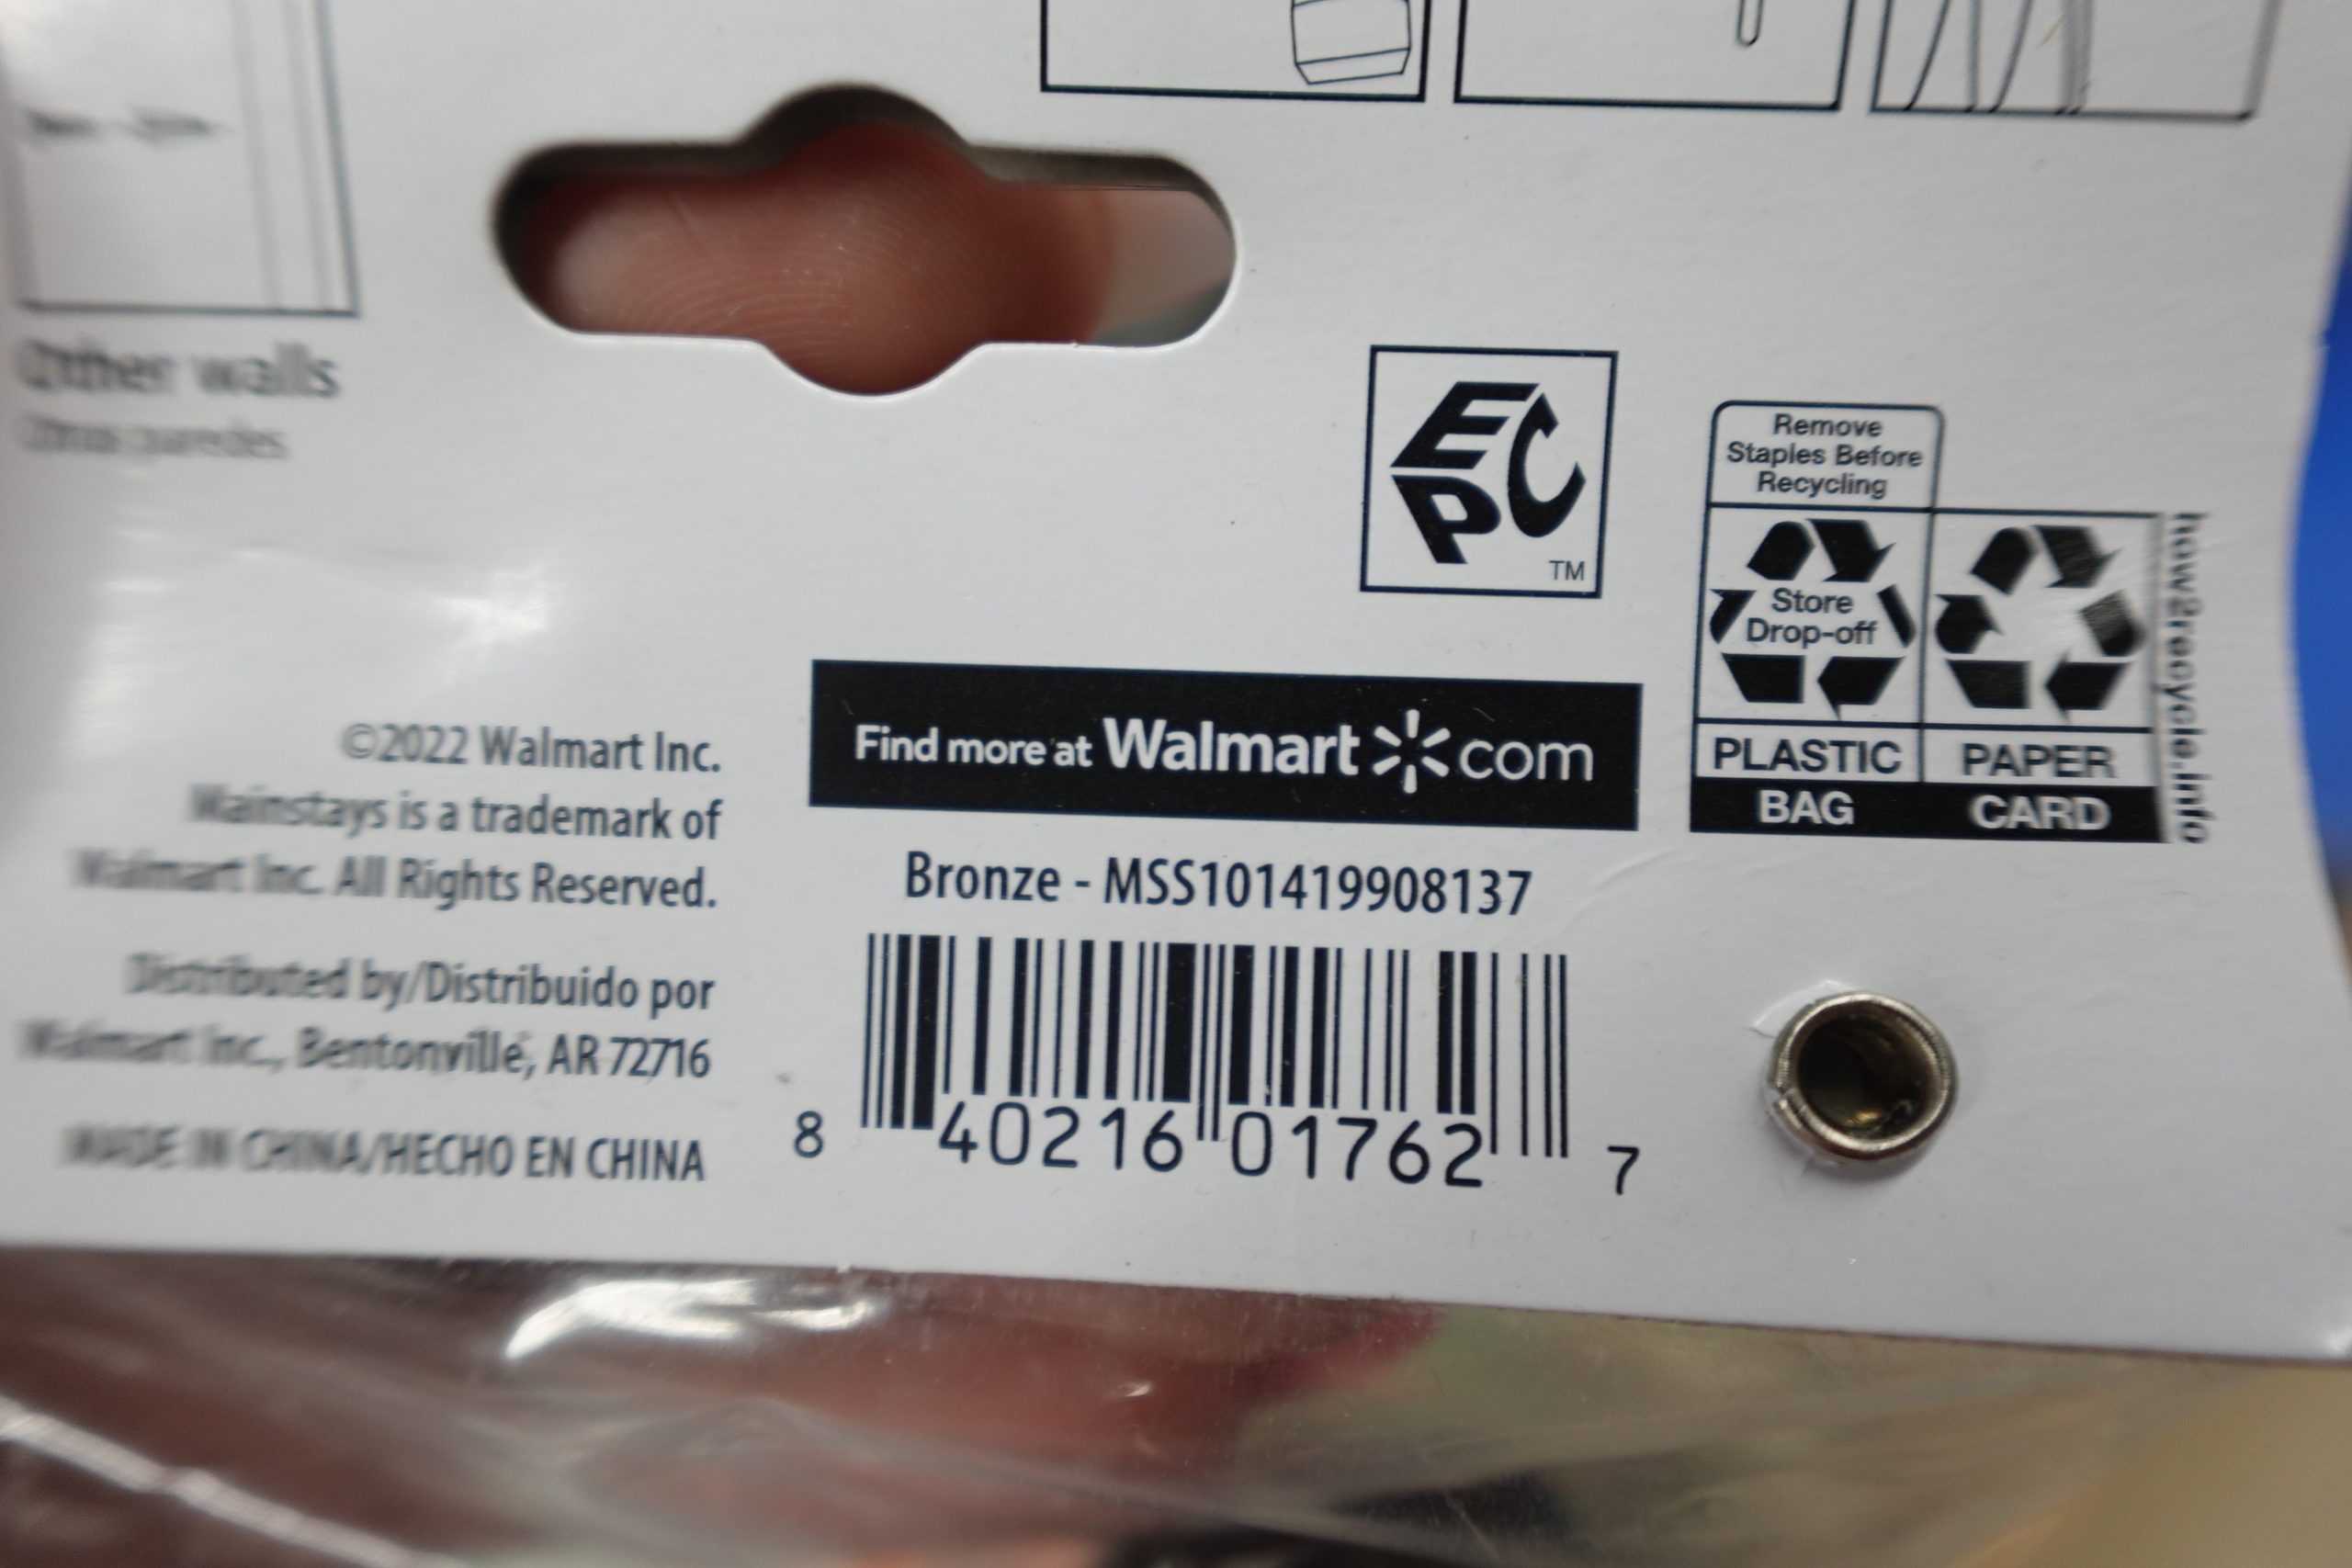 Other walls
Otras paredes
EPC
TM
Remove
Staples Before
Recycling
Store
Drop-off
PLASTIC
BAG
PAPER
CARD
how2recycle.info
Find more at Walmart com
©2022 Walmart Inc.
Mainstays is a trademark of
Walmart Inc. All Rights Reserved.
Distributed by/Distribuido por
Walmart Inc., Bentonville, AR 72716
MADE IN CHINA/HECHO EN CHINA
Bronze - MSS101419908137
8 40216 01762 7